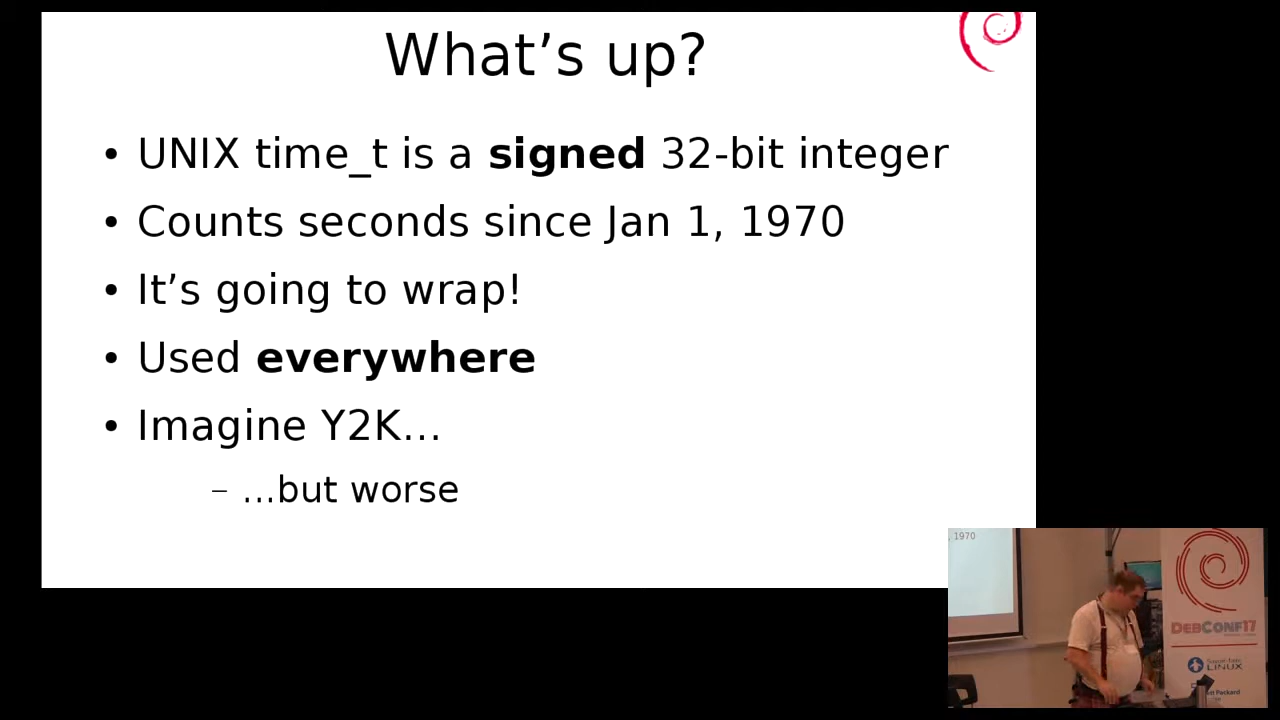 What’s up?
• UNIX time_t is a signed 32-bit integer
• Counts seconds since Jan 1, 1970
• It’s going to wrap!
• Used everywhere
• Imagine Y2K...
– ...but worse
, 1970
DEBCONF17
LINUX
Packard